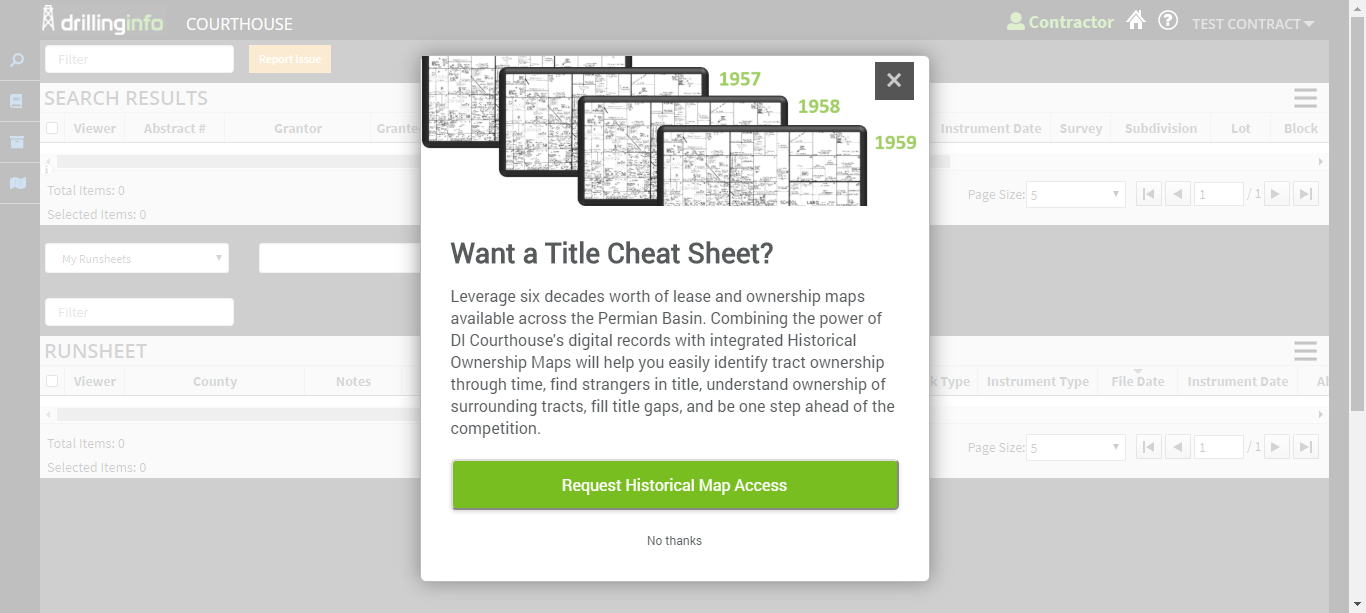 drillinginfo COURTHOUSE Contractor TEST CONTRACT
Filter Report Issue
SEARCH RESULTS
Viewer Abstract # Grantor Instrument Date Survey Subdivision Lot Block
Total Items: 0
Selected Items: 0
Page Size: 5 1 / 1
My Runsheets
Filter
RUNSHEET
Viewer County Notes Type Instrument Type File Date Instrument Date
Total Items: 0
Selected Items: 0
Page Size: 5 1 / 1
1957
1958
1959
Want a Title Cheat Sheet?
Leverage six decades worth of lease and ownership maps
available across the Permian Basin. Combining the power of
DI Courthouse's digital records with integrated Historical
Ownership Maps will help you easily identify tract ownership
through time, find strangers in title, understand ownership of
surrounding tracts, fill title gaps, and be one step ahead of the
competition.
Request Historical Map Access
No thanks